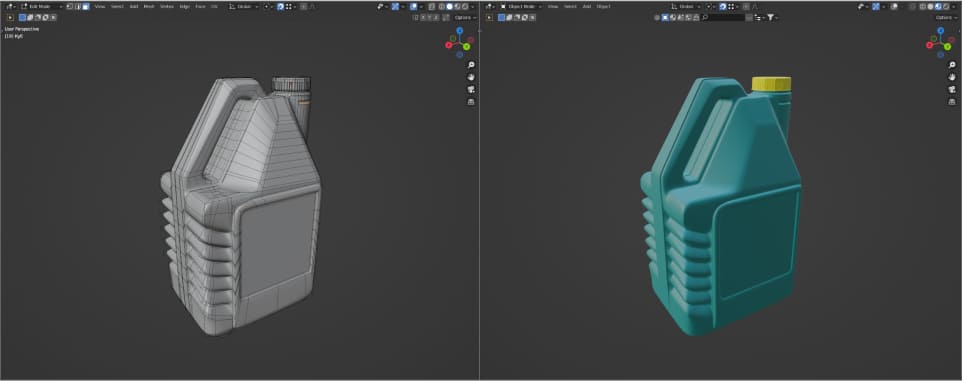 Edit Mode View Select Add Mesh Vertex Edge Face UV Global
Options
User Perspective
Object Mode View Select Add Object Global
Options